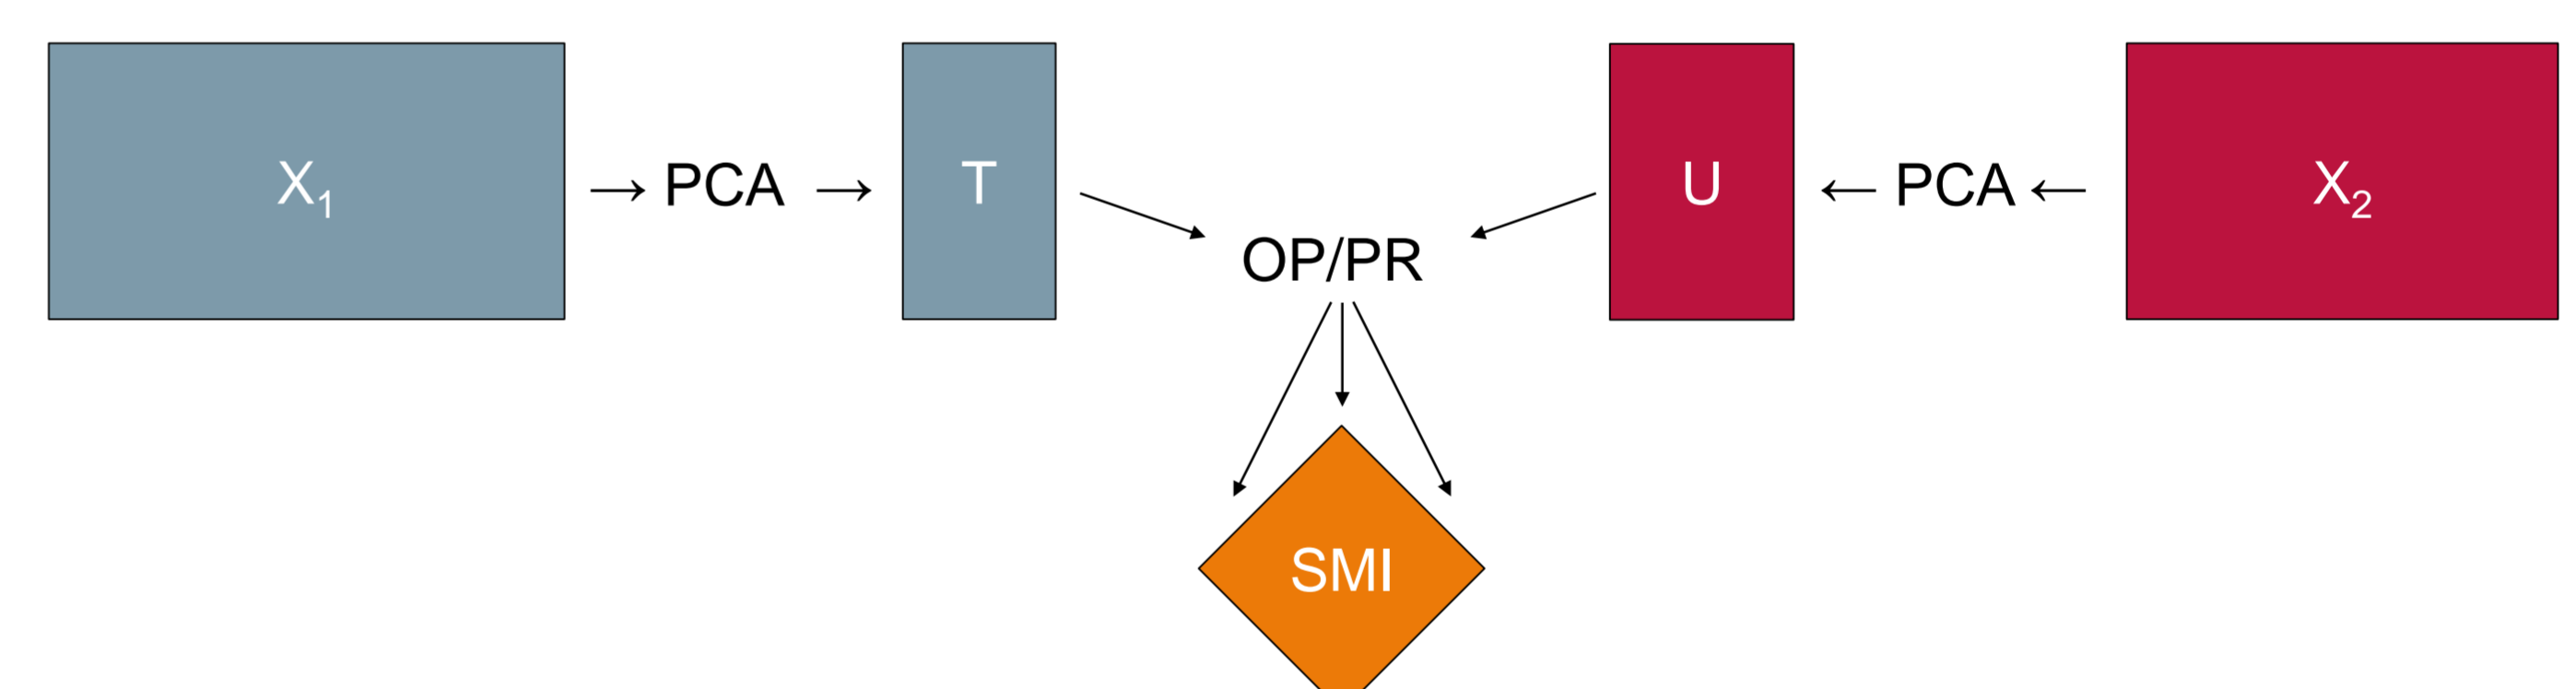 X₁ → PCA → T
U ← PCA ← X₂
OP/PR
SMI